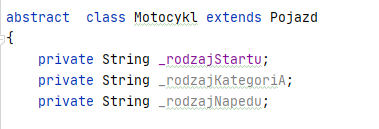 abstract  class Motocykl extends Pojazd
{
    private String _rodzajStartu;
    private String _rodzajKategoriA;
    private String _rodzajNapedu;